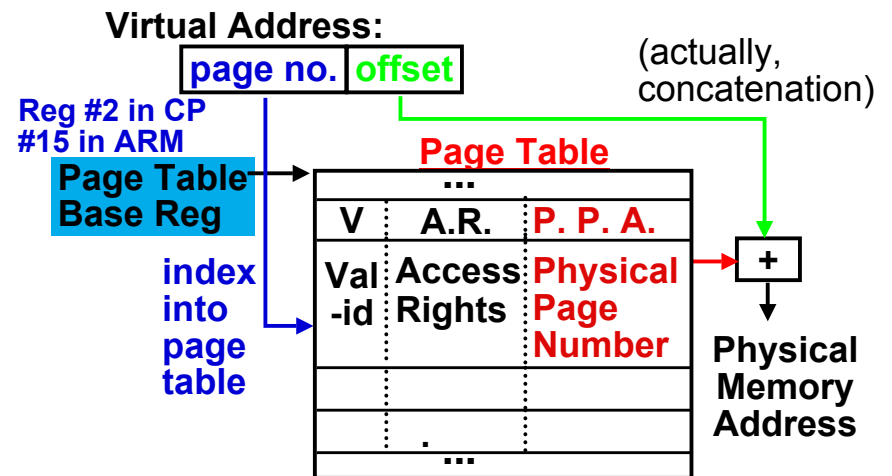 Virtual Address:
page no. offset
(actually,
concatenation)
Reg #2 in CP
#15 in ARM
Page Table
Base Reg
Page Table
...
V A.R. P. P. A.
Val
-id
Access
Rights
Physical
Page
Number
+
index
into
page
table
Physical
Memory
Address
.
...